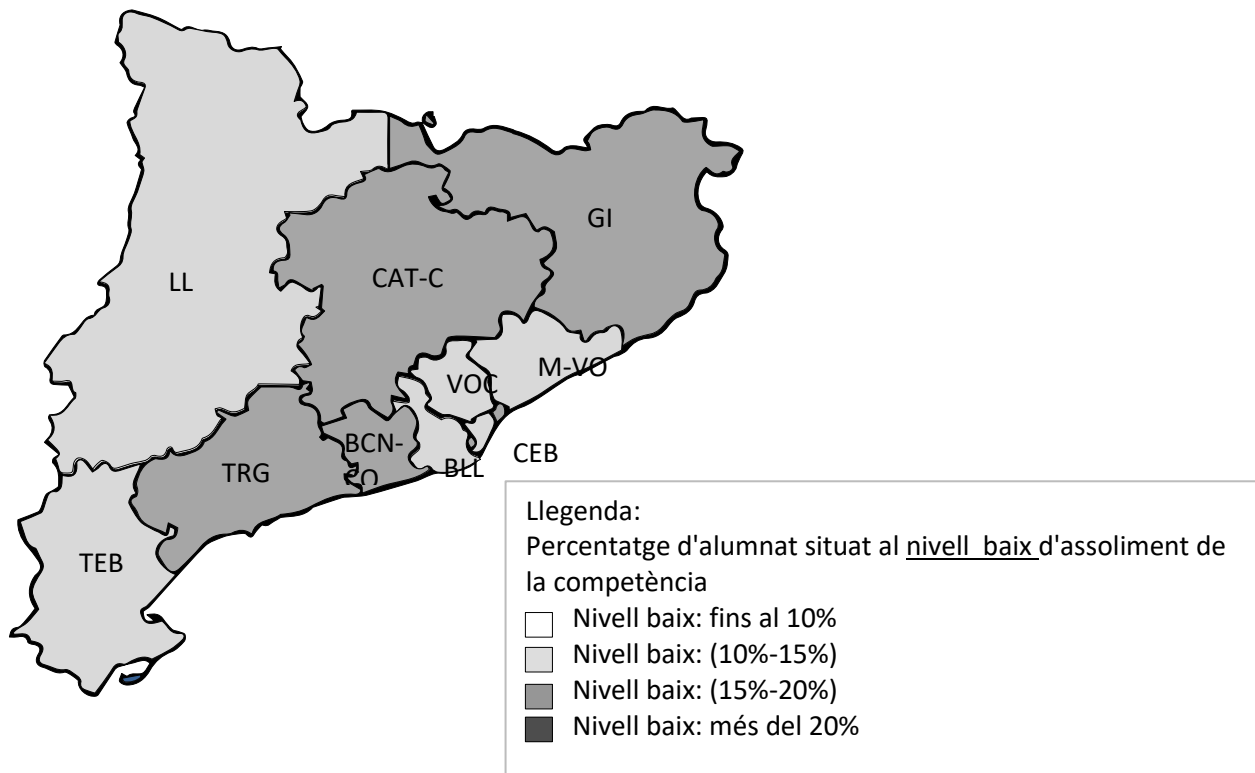 GI
LL
CAT-C
M-VO
VOC
BCN-
SO
CEB
BLL
TRG
TEB
Llegenda:
Percentatge d'alumnat situat al nivell baix d'assoliment de
la competència
Nivell baix: fins al 10%
Nivell baix: (10%-15%)
Nivell baix: (15%-20%)
Nivell baix: més del 20%